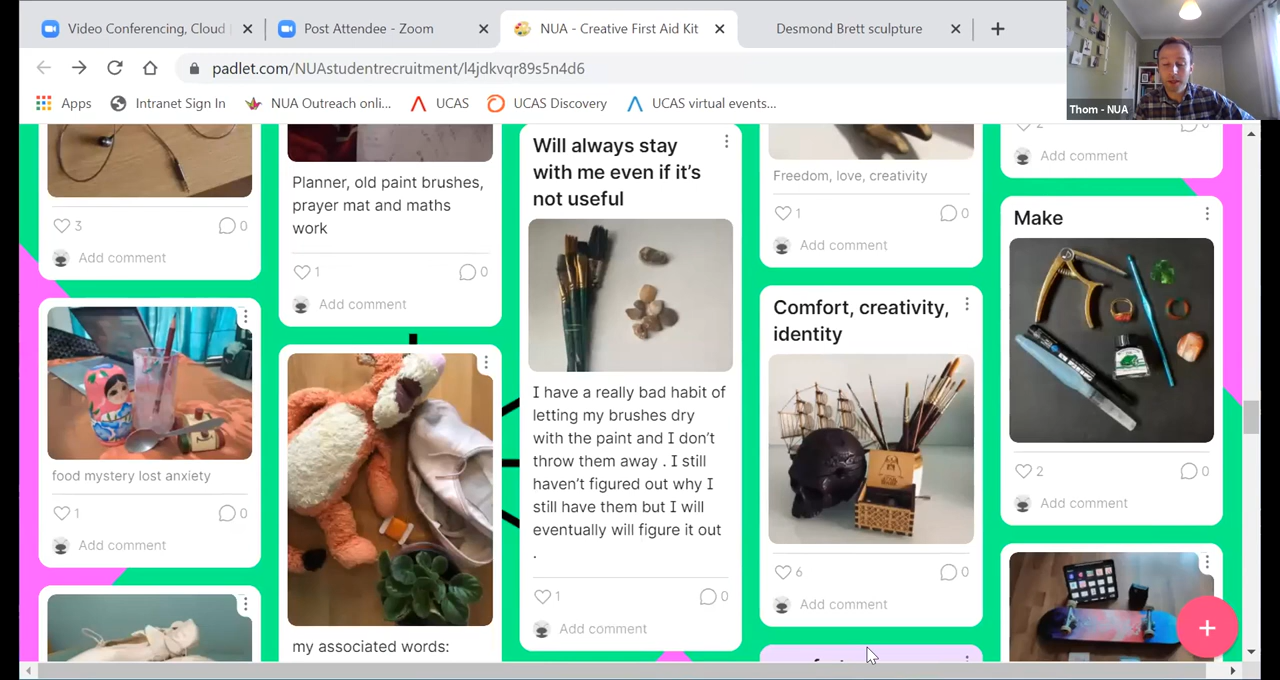 Video Conferencing, Cloud
Post Attendee - Zoom
NUA - Creative First Aid Kit
Desmond Brett sculpture
padlet.com/NUAstudentrecruitment/l4jdkvqr89s5n4d6
Apps
Intranet Sign In
NUA Outreach onli...
UCAS
UCAS Discovery
UCAS virtual events...
Thom - NUA
3
0
Add comment
food mystery lost anxiety
1
0
Add comment
Planner, old paint brushes,
prayer mat and maths
work
1
0
Add comment
my associated words:
Will always stay
with me even if it's
not useful
I have a really bad habit of
letting my brushes dry
with the paint and I don't
throw them away . I still
haven't figured out why I
still have them but I will
eventually will figure it out
.
1
0
Add comment
Freedom, love, creativity
1
0
Add comment
Comfort, creativity,
identity
6
0
Add comment
Add comment
Make
2
0
Add comment